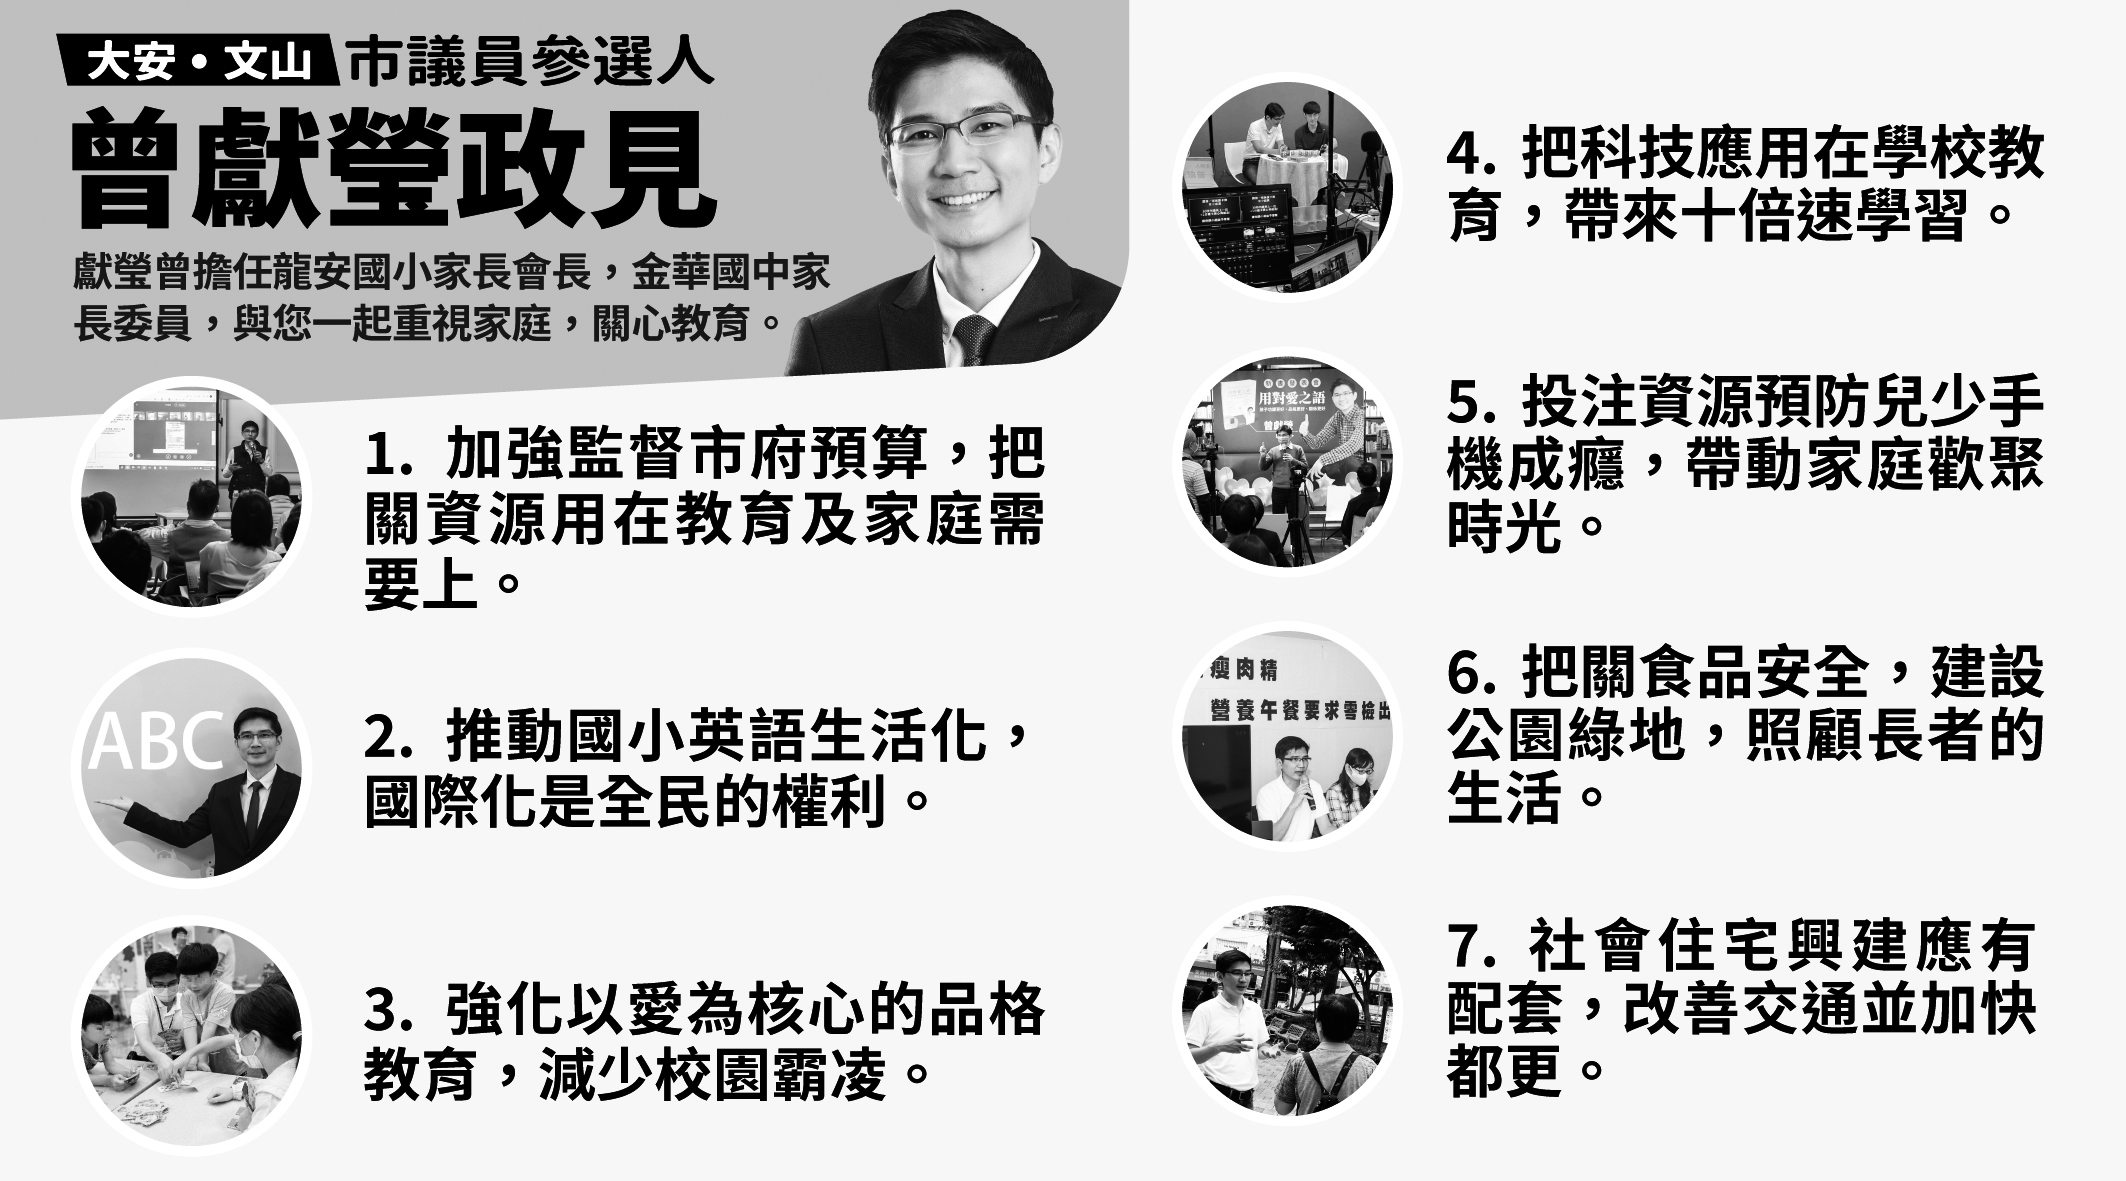 大安•文山 市議員參選人
曾獻瑩政見
獻瑩曾擔任龍安國小家長會長，金華國中家
長委員，與您一起重視家庭，關心教育。
1. 加強監督市府預算，把
關資源用在教育及家庭需
要上。
ABC
2. 推動國小英語生活化，
國際化是全民的權利。
3. 強化以愛為核心的品格
教育，減少校園霸凌。
4. 把科技應用在學校教
育，帶來十倍速學習。
用對愛之語
5. 投注資源預防兒少手
機成癮，帶動家庭歡聚
時光。
瘦肉精
營養午餐要求零檢出
6. 把關食品安全，建設
公園綠地，照顧長者的
生活。
7. 社會住宅興建應有
配套，改善交通並加快
都更。